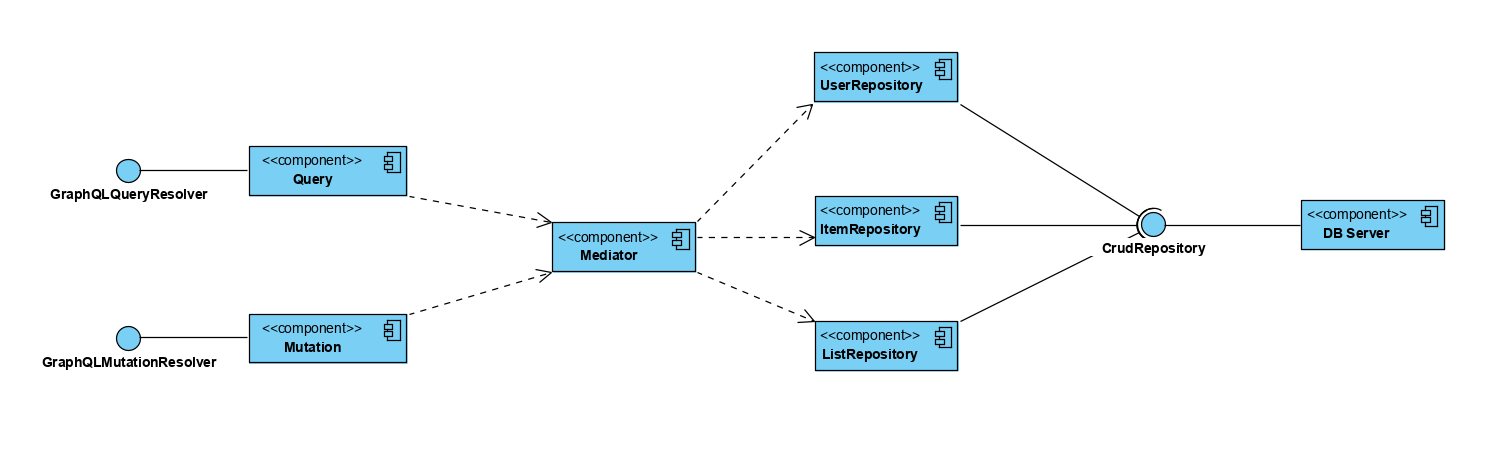 <<component>>
UserRepository
<<component>>
Query
GraphQLQueryResolver
<<component>>
ItemRepository
<<component>>
DB Server
<<component>>
Mediator
CrudRepository
<<component>>
Mutation
GraphQLMutationResolver
<<component>>
ListRepository